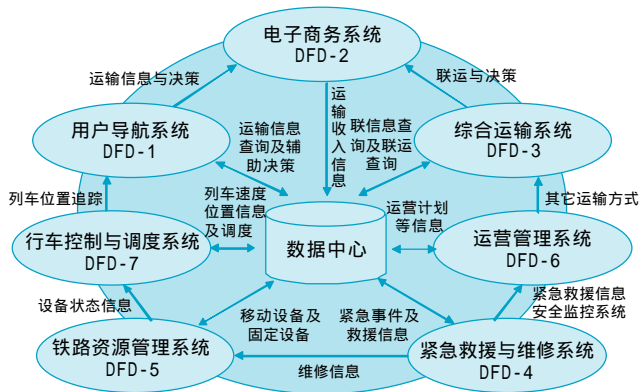 电子商务系统
DFD-2
运输信息与决策
联运与决策
用户导航系统
DFD-1
运输信息
查询及辅
助决策
运输收入信息
联信息查
询及联运
查询
综合运输系统
DFD-3
列车位置追踪
列车速度
位置信息
及调度
运营计划
等信息
其它运输方式
行车控制与调度系统
DFD-7
数据中心
运营管理系统
DFD-6
设备状态信息
移动设备及
固定设备
紧急事件及
救援信息
紧急救援信息
安全监控系统
铁路资源管理系统
DFD-5
维修信息
紧急救援与维修系统
DFD-4